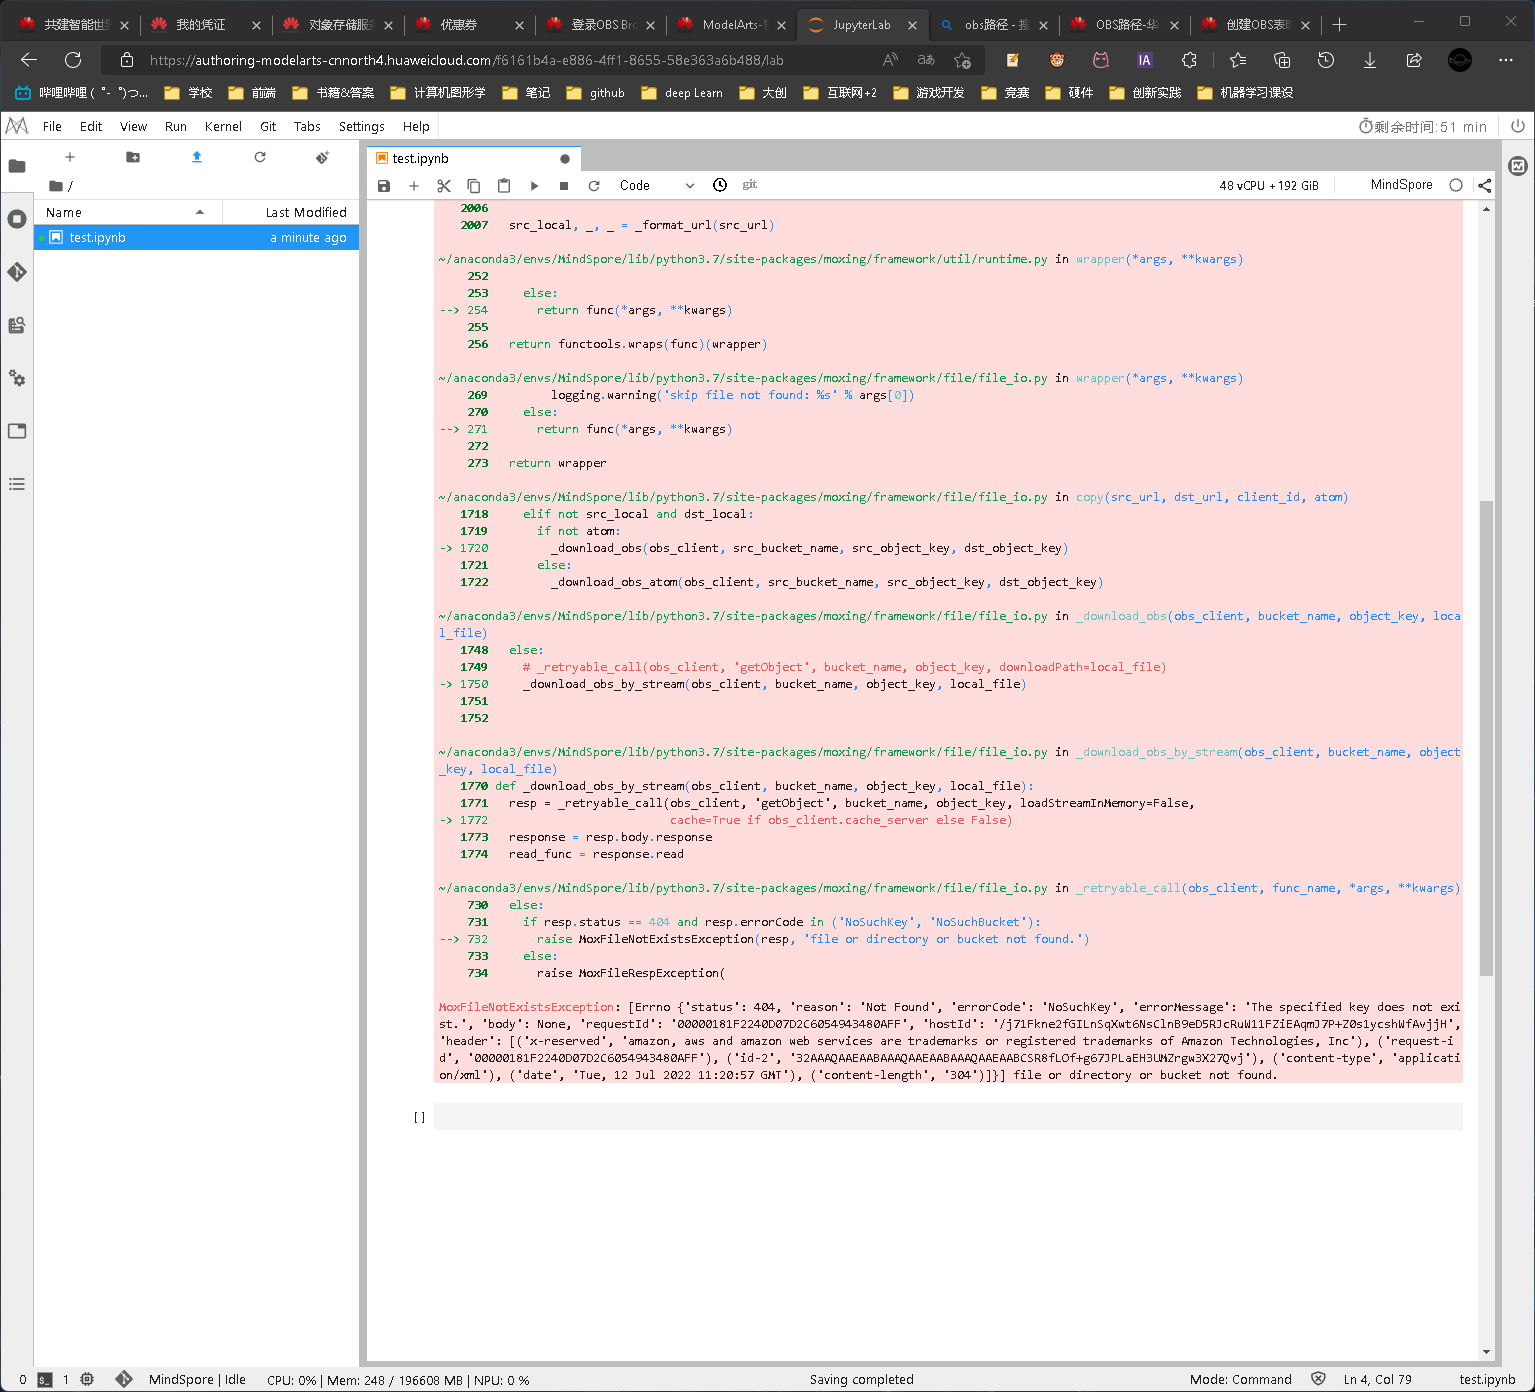 共建智能世界
我的凭证
对象存储服务
优惠券
登录OBS Bro
ModelArts-
JupyterLab
obs路径 - 搜
OBS路径-华
创建OBS表
https://authoring-modelarts-cnnorth4.huaweicloud.com/f6161b4a-e886-4ff1-8655-58e363a6b488/lab
哔哩哔哩 (゜-゜)つ...
学校
前端
书籍&答案
计算机图形学
笔记
github
deep Learn
大创
互联网+2
游戏开发
竞赛
硬件
创新实践
机器学习课设
File Edit View Run Kernel Git Tabs Settings Help
剩余时间: 51 min
test.ipynb
/
Code
git
48 vCPU + 192 GiB
MindSpore
Name
Last Modified
test.ipynb
a minute ago
2006
2007 src_local, _, _ = _format_url(src_url)
~/anaconda3/envs/MindSpore/lib/python3.7/site-packages/moxing/framework/util/runtime.py in wrapper(*args, **kwargs)
252
253 else:
--> 254 return func(*args, **kwargs)
255
256 return functools.wraps(func)(wrapper)
~/anaconda3/envs/MindSpore/lib/python3.7/site-packages/moxing/framework/file/file_io.py in wrapper(*args, **kwargs)
269 logging.warning('skip file not found: %s' % args[0])
270 else:
--> 271 return func(*args, **kwargs)
272
273 return wrapper
~/anaconda3/envs/MindSpore/lib/python3.7/site-packages/moxing/framework/file/file_io.py in copy(src_url, dst_url, client_id, atom)
1718 elif not src_local and dst_local:
1719 if not atom:
-> 1720 _download_obs(obs_client, src_bucket_name, src_object_key, dst_object_key)
1721 else:
1722 _download_obs_atom(obs_client, src_bucket_name, src_object_key, dst_object_key)
~/anaconda3/envs/MindSpore/lib/python3.7/site-packages/moxing/framework/file/file_io.py in _download_obs(obs_client, bucket_name, object_key, loca
l_file)
1748 else:
1749 # _retryable_call(obs_client, 'getObject', bucket_name, object_key, downloadPath=local_file)
-> 1750 _download_obs_by_stream(obs_client, bucket_name, object_key, local_file)
1751
1752
~/anaconda3/envs/MindSpore/lib/python3.7/site-packages/moxing/framework/file/file_io.py in _download_obs_by_stream(obs_client, bucket_name, object
_key, local_file)
1770 def _download_obs_by_stream(obs_client, bucket_name, object_key, local_file):
1771 resp = _retryable_call(obs_client, 'getObject', bucket_name, object_key, loadStreamInMemory=False,
-> 1772 cache=True if obs_client.cache_server else False)
1773 response = resp.body.response
1774 read_func = response.read
~/anaconda3/envs/MindSpore/lib/python3.7/site-packages/moxing/framework/file/file_io.py in _retryable_call(obs_client, func_name, *args, **kwargs)
730 else:
731 if resp.status == 404 and resp.errorCode in ('NoSuchKey', 'NoSuchBucket'):
--> 732 raise MoxFileNotExistsException(resp, 'file or directory or bucket not found.')
733 else:
734 raise MoxFileRespException(
MoxFileNotExistsException: [Errno {'status': 404, 'reason': 'Not Found', 'errorCode': 'NoSuchKey', 'errorMessage': 'The specified key does not exi
st.', 'body': None, 'requestId': '00000181F2240D07D2C6054943480AFF', 'hostId': '/j71Fkne2fGILnSqXwt6NsClnB9eD5RJcRuW11FZiEAqmJ7P+Z0s1ycshWfAvjjH',
'header': [('x-reserved', 'amazon, aws and amazon web services are trademarks or registered trademarks of Amazon Technologies, Inc'), ('request-i
d', '00000181F2240D07D2C6054943480AFF'), ('id-2', '32AAAQAAEAABAAAQAAEAABAAAQAAEAABCSR8fLOf+g67JPLaEH3UMZrgw3X27Qvj'), ('content-type', 'applicati
on/xml'), ('date', 'Tue, 12 Jul 2022 11:20:57 GMT'), ('content-length', '304')]}] file or directory or bucket not found.
[ ]
0
1
MindSpore | Idle
CPU: 0% | Mem: 248 / 196608 MB | NPU: 0 %
Saving completed
Mode: Command
Ln 4, Col 79
test.ipynb